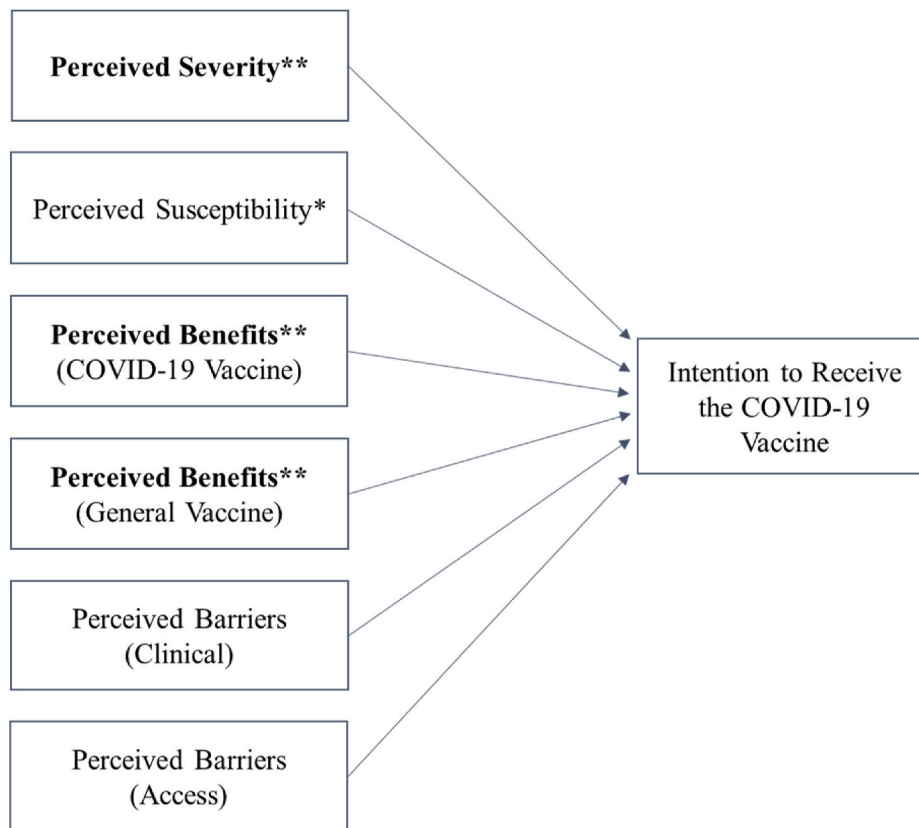 Perceived Severity**
Perceived Susceptibility*
Perceived Benefits**
(COVID-19 Vaccine)
Perceived Benefits**
(General Vaccine)
Perceived Barriers
(Clinical)
Perceived Barriers
(Access)
Intention to Receive
the COVID-19
Vaccine